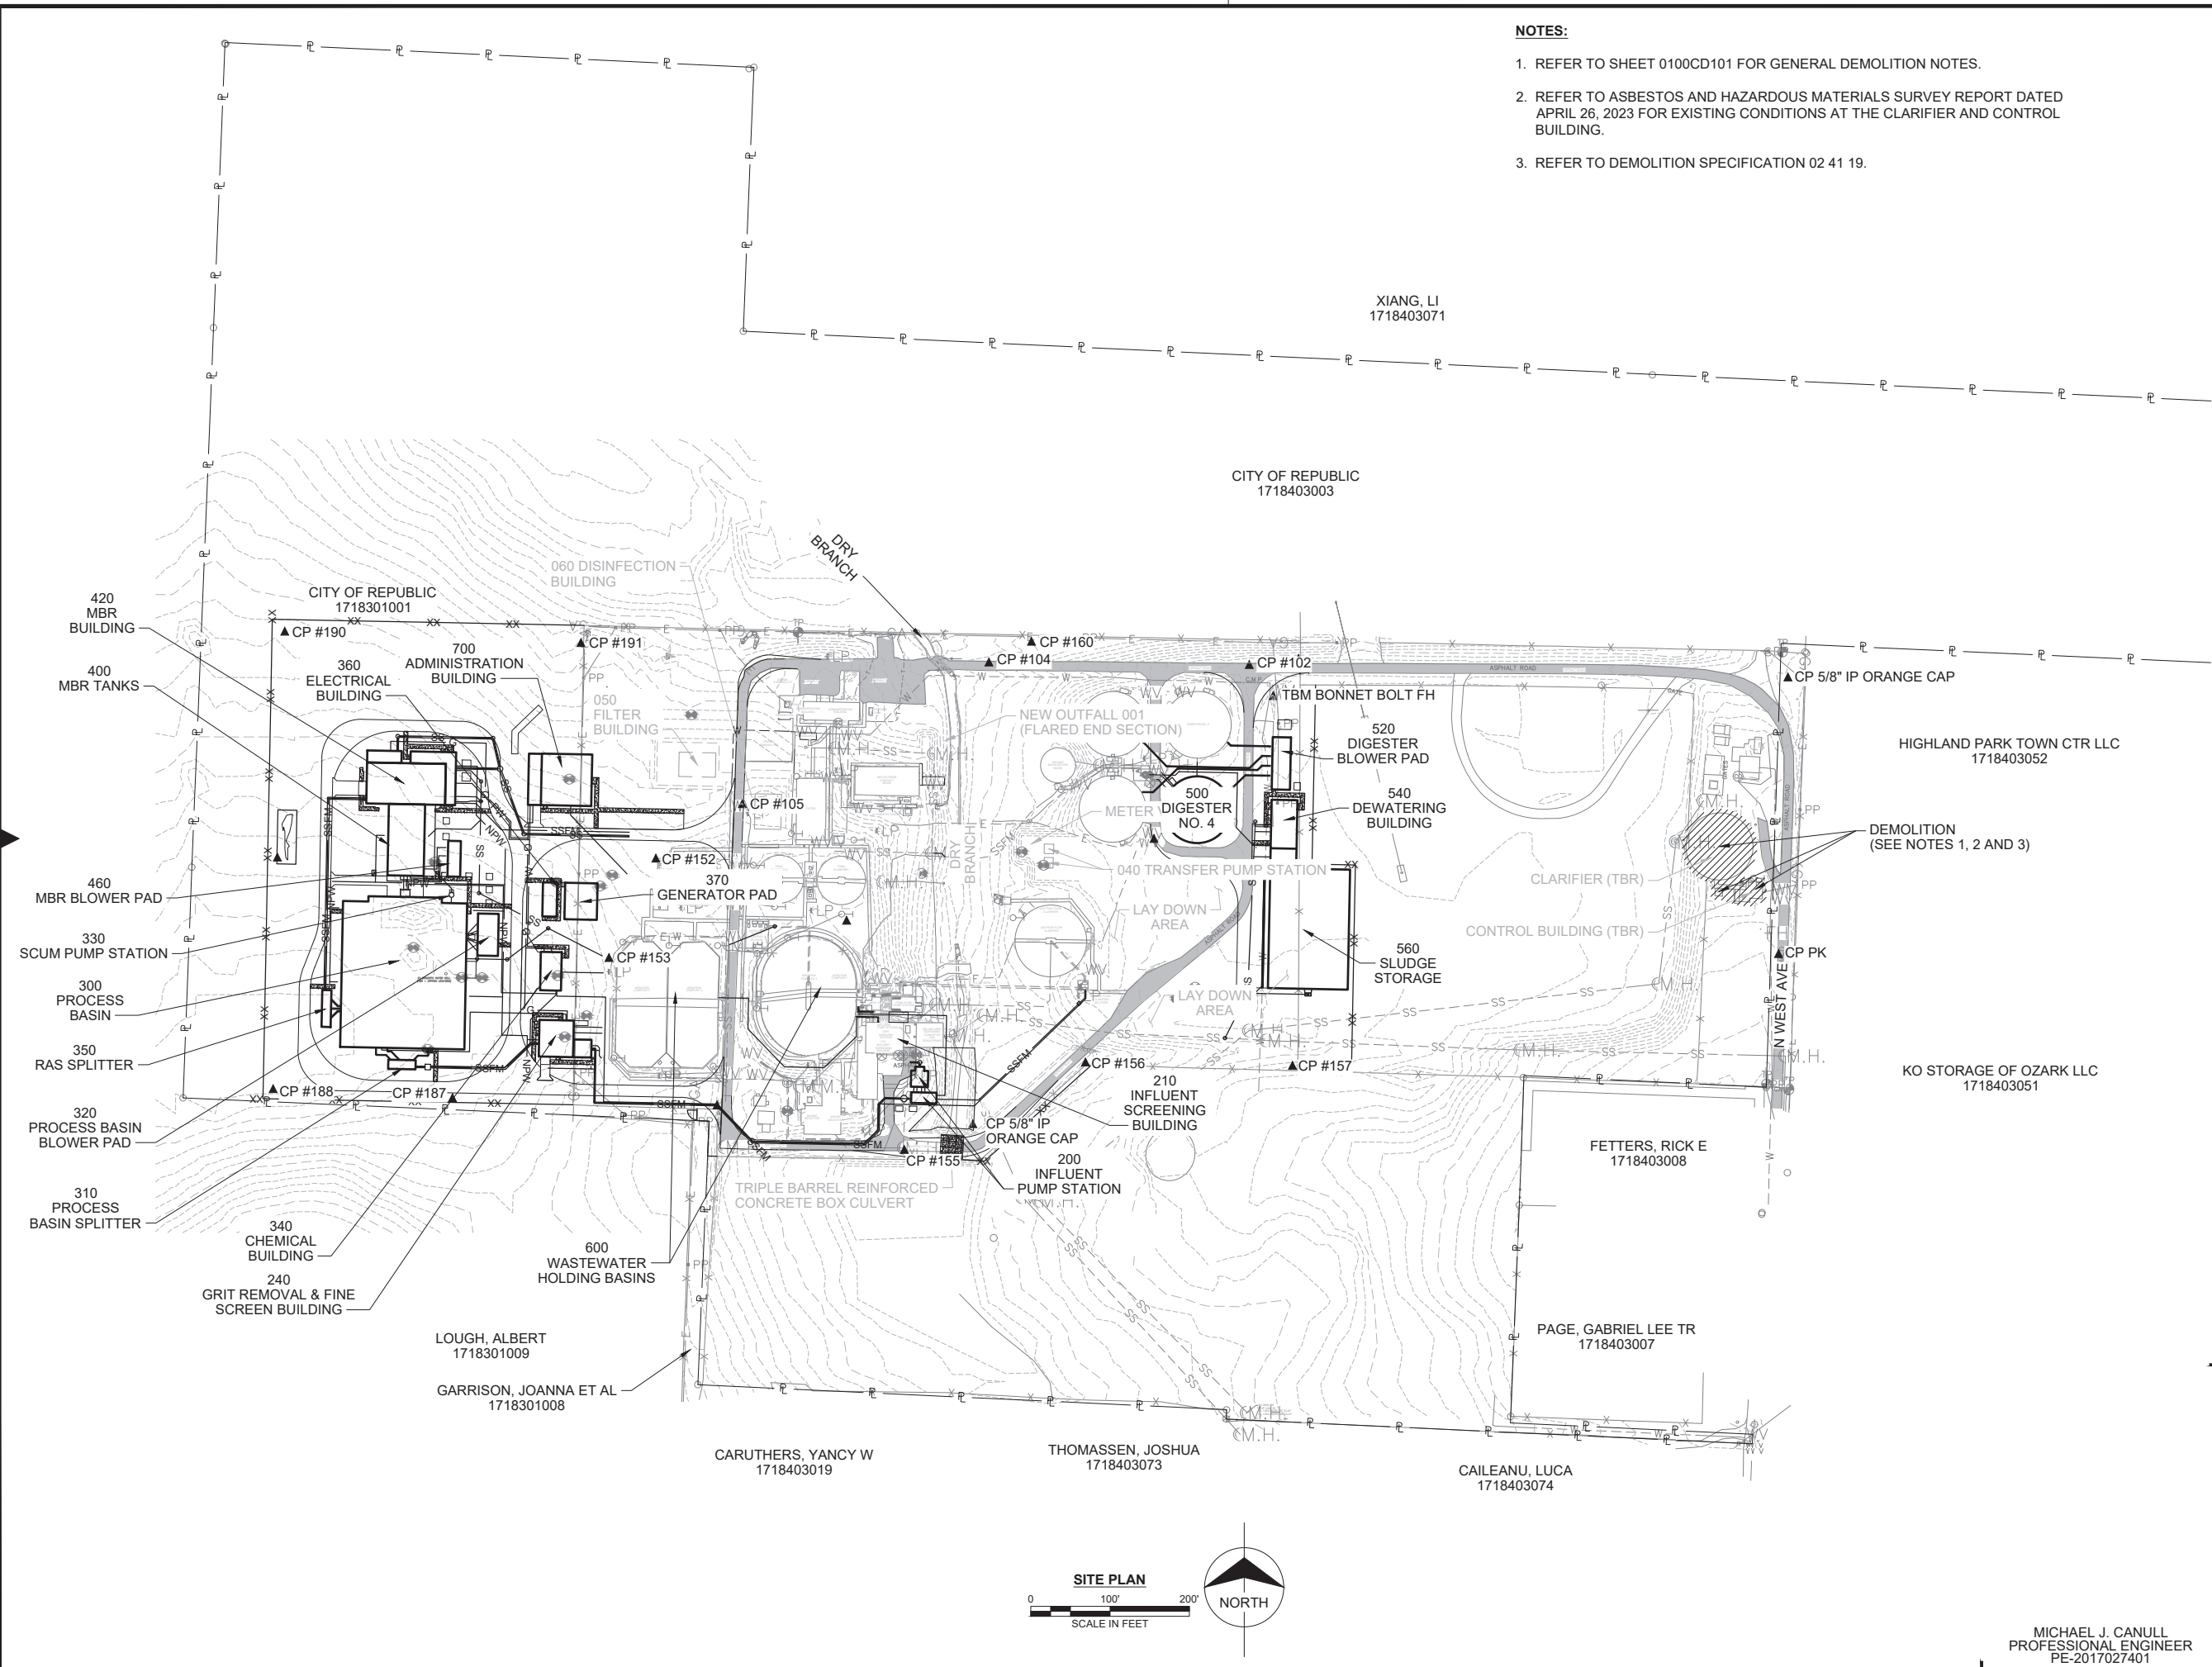 NOTES:
1. REFER TO SHEET 0100CD101 FOR GENERAL DEMOLITION NOTES.
2. REFER TO ASBESTOS AND HAZARDOUS MATERIALS SURVEY REPORT DATED
APRIL 26, 2023 FOR EXISTING CONDITIONS AT THE CLARIFIER AND CONTROL
BUILDING.
3. REFER TO DEMOLITION SPECIFICATION 02 41 19.
XIANG, LI
1718403071
CITY OF REPUBLIC
1718403003
DRY
BRANCH
060 DISINFECTION
BUILDING
CITY OF REPUBLIC
1718301001
420
MBR
BUILDING
CP #190
CP #191
CP #160
CP #104
CP #102
700
ADMINISTRATION
BUILDING
360
ELECTRICAL
BUILDING
400
MBR TANKS
ASPHALT ROAD
CP 5/8" IP ORANGE CAP
TBM BONNET BOLT FH
050
FILTER
BUILDING
NEW OUTFALL 001
(FLARED END SECTION)
520
DIGESTER
BLOWER PAD
HIGHLAND PARK TOWN CTR LLC
1718403052
CP #105
METER
500
DIGESTER
NO. 4
540
DEWATERING
BUILDING
DEMOLITION
(SEE NOTES 1, 2 AND 3)
DRY
BRANCH
CP #152
040 TRANSFER PUMP STATION
CLARIFIER (TBR)
370
GENERATOR PAD
460
MBR BLOWER PAD
LAY DOWN
AREA
ASPHALT ROAD
CONTROL BUILDING (TBR)
330
SCUM PUMP STATION
CP #153
560
SLUDGE
STORAGE
CP PK
N WEST AVE
300
PROCESS
BASIN
LAY DOWN
AREA
350
RAS SPLITTER
CP #156
CP #157
CP #188
CP #187
210
INFLUENT
SCREENING
BUILDING
KO STORAGE OF OZARK LLC
1718403051
320
PROCESS BASIN
BLOWER PAD
CP 5/8" IP
ORANGE CAP
CP #155
200
INFLUENT
PUMP STATION
FETTERS, RICK E
1718403008
TRIPLE BARREL REINFORCED
CONCRETE BOX CULVERT
310
PROCESS
BASIN SPLITTER
340
CHEMICAL
BUILDING
600
WASTEWATER
HOLDING BASINS
240
GRIT REMOVAL & FINE
SCREEN BUILDING
LOUGH, ALBERT
1718301009
PAGE, GABRIEL LEE TR
1718403007
GARRISON, JOANNA ET AL
1718301008
CARUTHERS, YANCY W
1718403019
THOMASSEN, JOSHUA
1718403073
CAILEANU, LUCA
1718403074
SITE PLAN
0 100' 200'
SCALE IN FEET
NORTH
MICHAEL J. CANULL
PROFESSIONAL ENGINEER
PE-2017027401